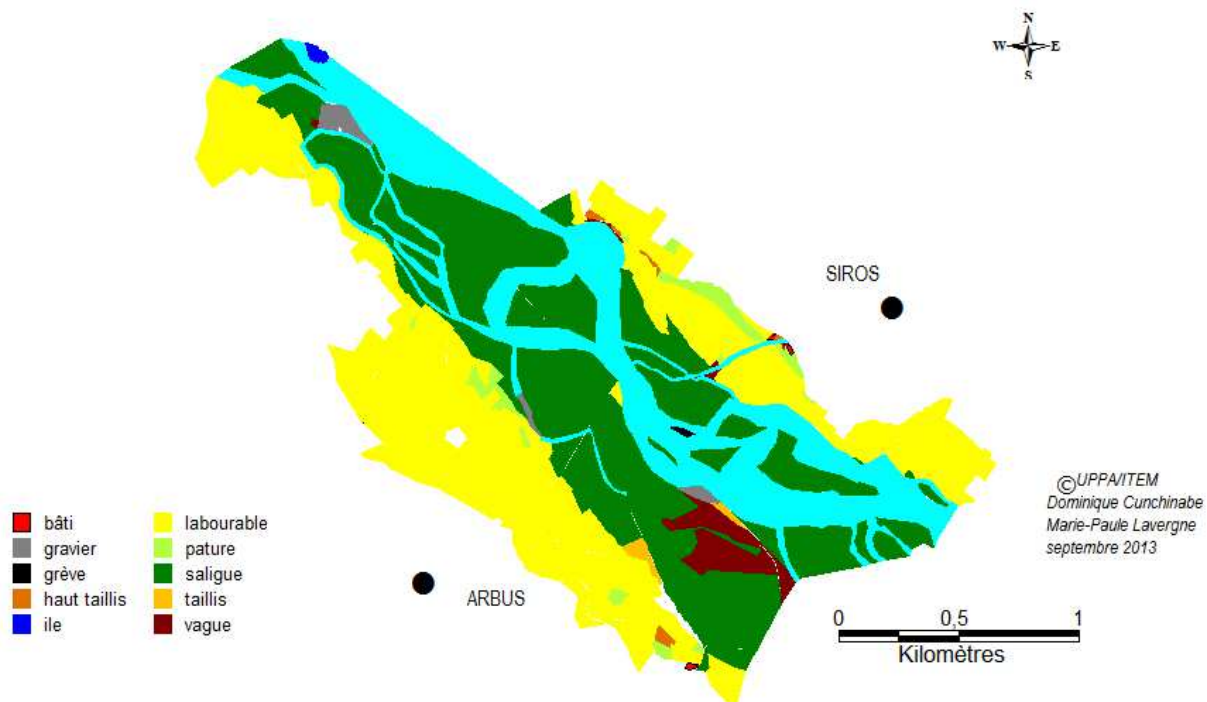 N
W E
S
SIROS
©UPPA/ITEM
Dominique Cunchinabe
Marie-Paule Lavergne
septembre 2013
bâti
gravier
grève
haut taillis
ile
labourable
pature
saligue
taillis
vague
ARBUS
0 0,5 1
Kilomètres